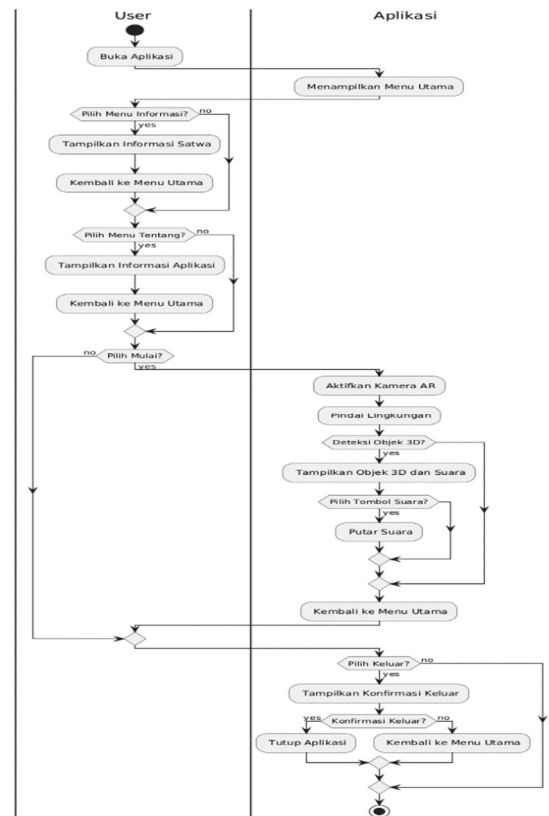 User
Aplikasi
Buka Aplikasi
Menampilkan Menu Utama
Pilih Menu Informasi?
no
yes
Tampilkan Informasi Satwa
Kembali ke Menu Utama
Pilih Menu Tentang?
no
yes
Tampilkan Informasi Aplikasi
Kembali ke Menu Utama
no
Pilih Mulai?
yes
Aktifkan Kamera AR
Pindai Lingkungan
Deteksi Objek 3D?
yes
Tampilkan Objek 3D dan Suara
Pilih Tombol Suara?
yes
Putar Suara
Kembali ke Menu Utama
Pilih Keluar?
no
yes
Tampilkan Konfirmasi Keluar
yes
Konfirmasi Keluar?
no
Tutup Aplikasi
Kembali ke Menu Utama